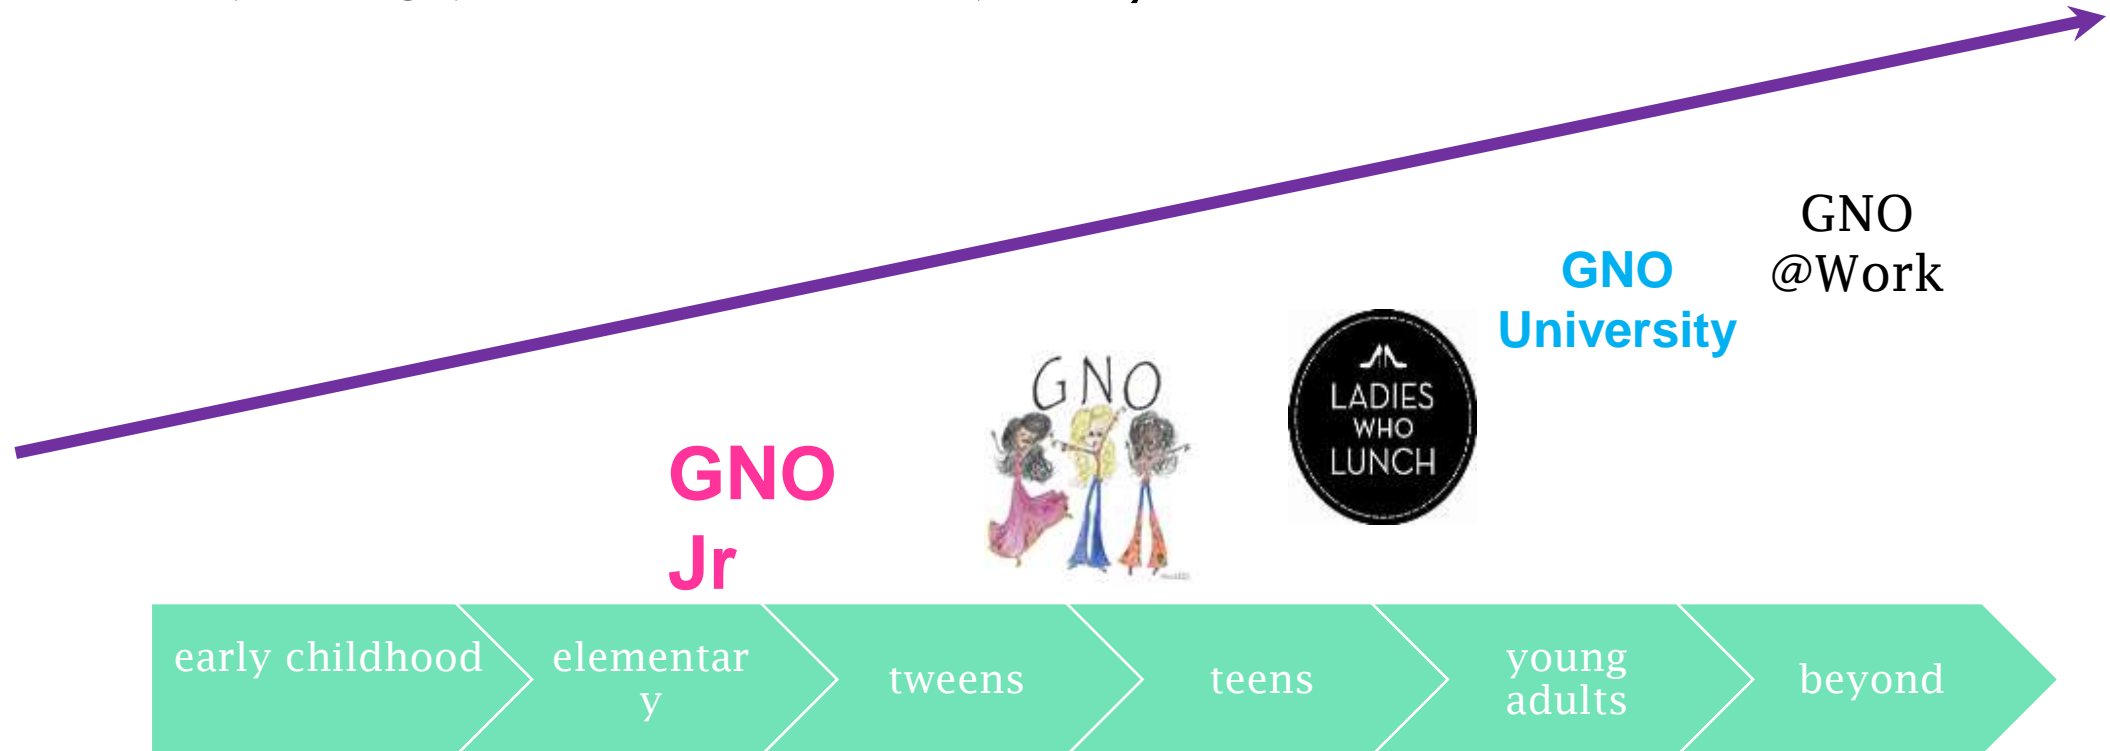 GNO
@Work
GNO
University
GNO
LADIES
WHO
LUNCH
GNO
Jr
early childhood
elementar
y
tweens
teens
young
adults
beyond